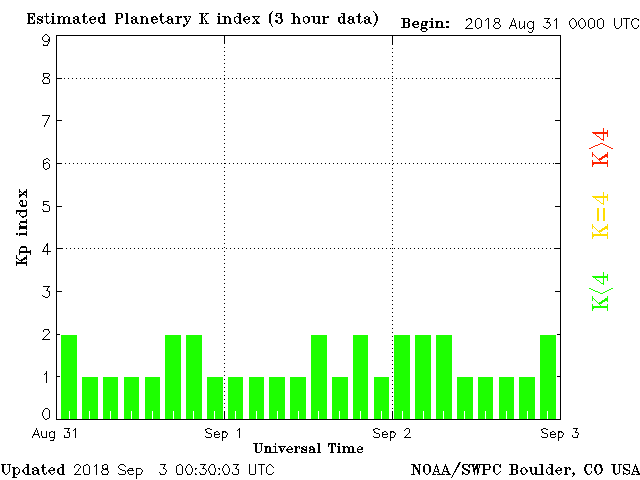 Estimated Planetary K index (3 hour data) Begin: 2018 Aug 31 0000 UTC
9
8
7
6
5
4
3
2
1
0
Kp index
K>4
K=4
K<4
Aug 31 Sep 1 Sep 2 Sep 3
Universal Time
Updated 2018 Sep 3 00:30:03 UTC NOAA/SWPC Boulder, CO USA